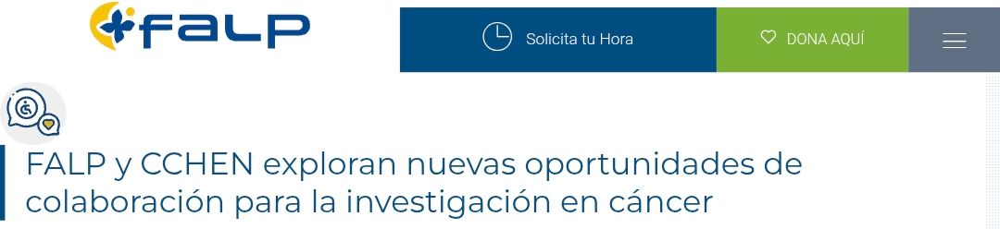 falp
Solicita tu Hora
DONA AQUÍ
FALP y CCHEN exploran nuevas oportunidades de
colaboración para la investigación en cáncer